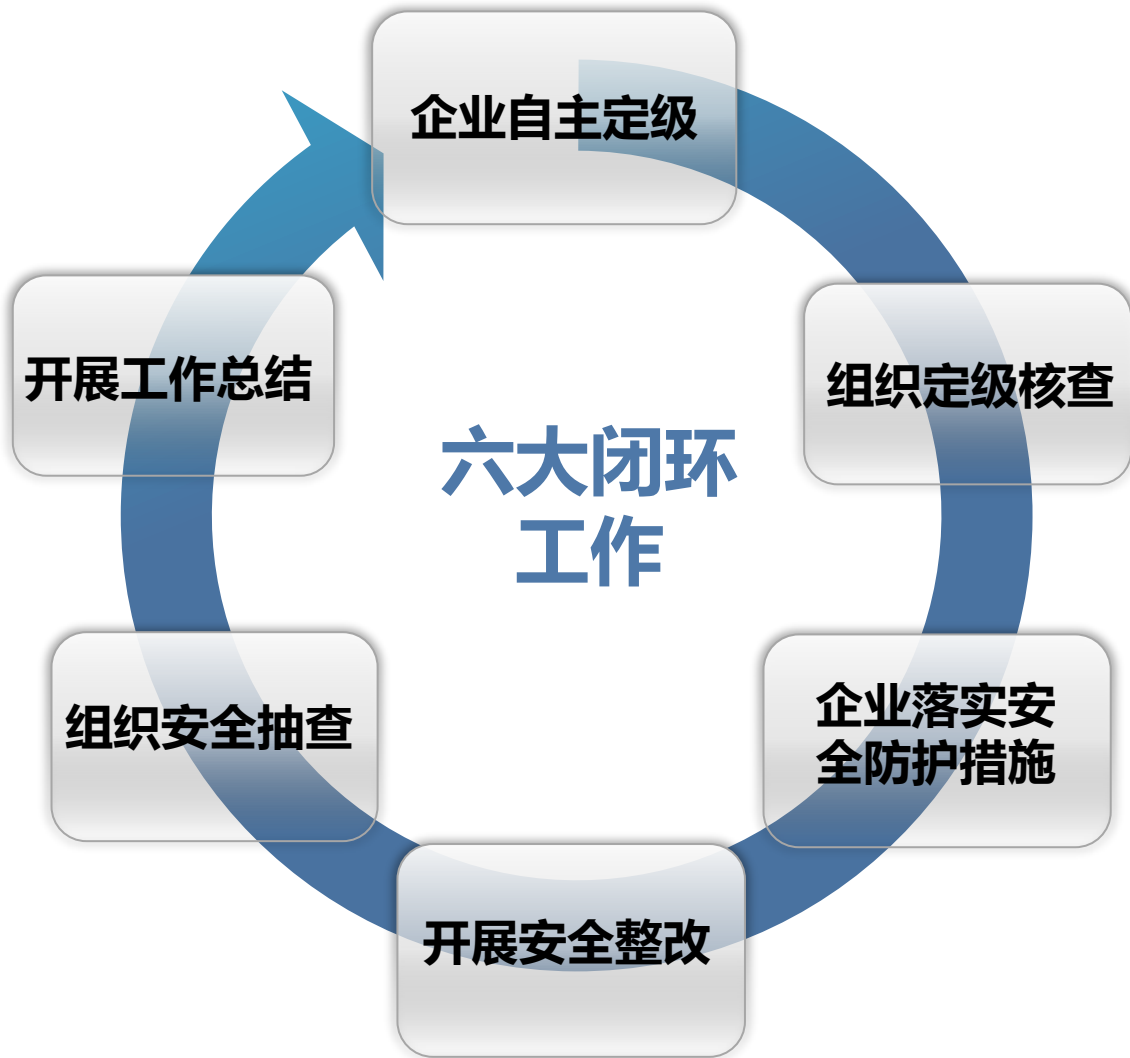 企业自主定级
组织定级核查
企业落实安
全防护措施
开展安全整改
组织安全抽查
开展工作总结
六大闭环
工作